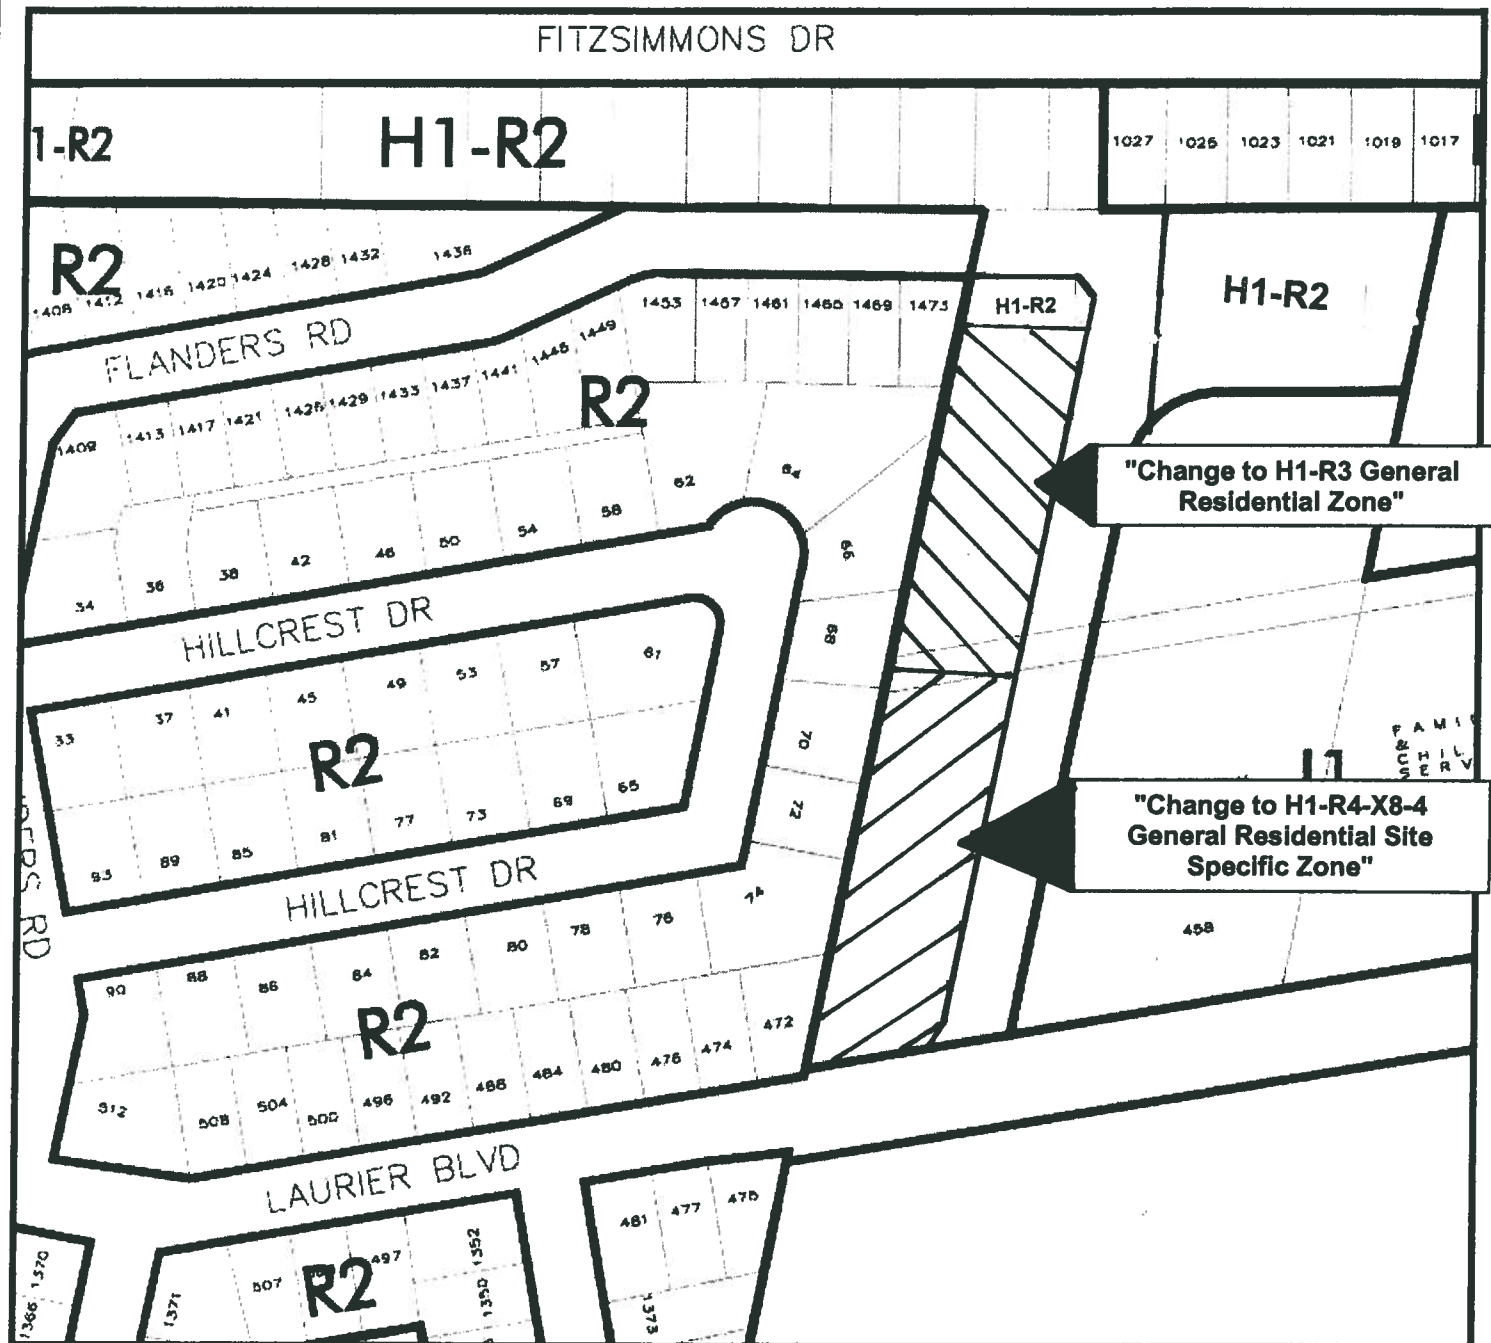 FITZSIMMONS DR
1-R2
H1-R2
1027 1025 1023 1021 1019 1017
R2
1408 1412 1416 1420 1424 1428 1432 1436
FLANDERS RD
H1-R2
1453 1457 1461 1465 1469 1473
H1-R2
1409 1413 1417 1421 1425 1429 1433 1437 1441 1445 1449
R2
"Change to H1-R3 General
Residential Zone"
34 36 38 42 46 50 54 58 62 64
66
68
70
72
74
HILLCREST DR
33 37 41 45 49 53 57 61
R2
93 89 85 81 77 73 69 65
I1
"Change to H1-R4-X8-4
General Residential Site
Specific Zone"
HILLCREST DR
RD
458
90 88 86 84 82 80 78 76
R2
512 508 504 500 496 492 488 484 480 476 474 472
LAURIER BLVD
481 477 475
1370
1366
1371
507
497
1352
1350
R2
1373